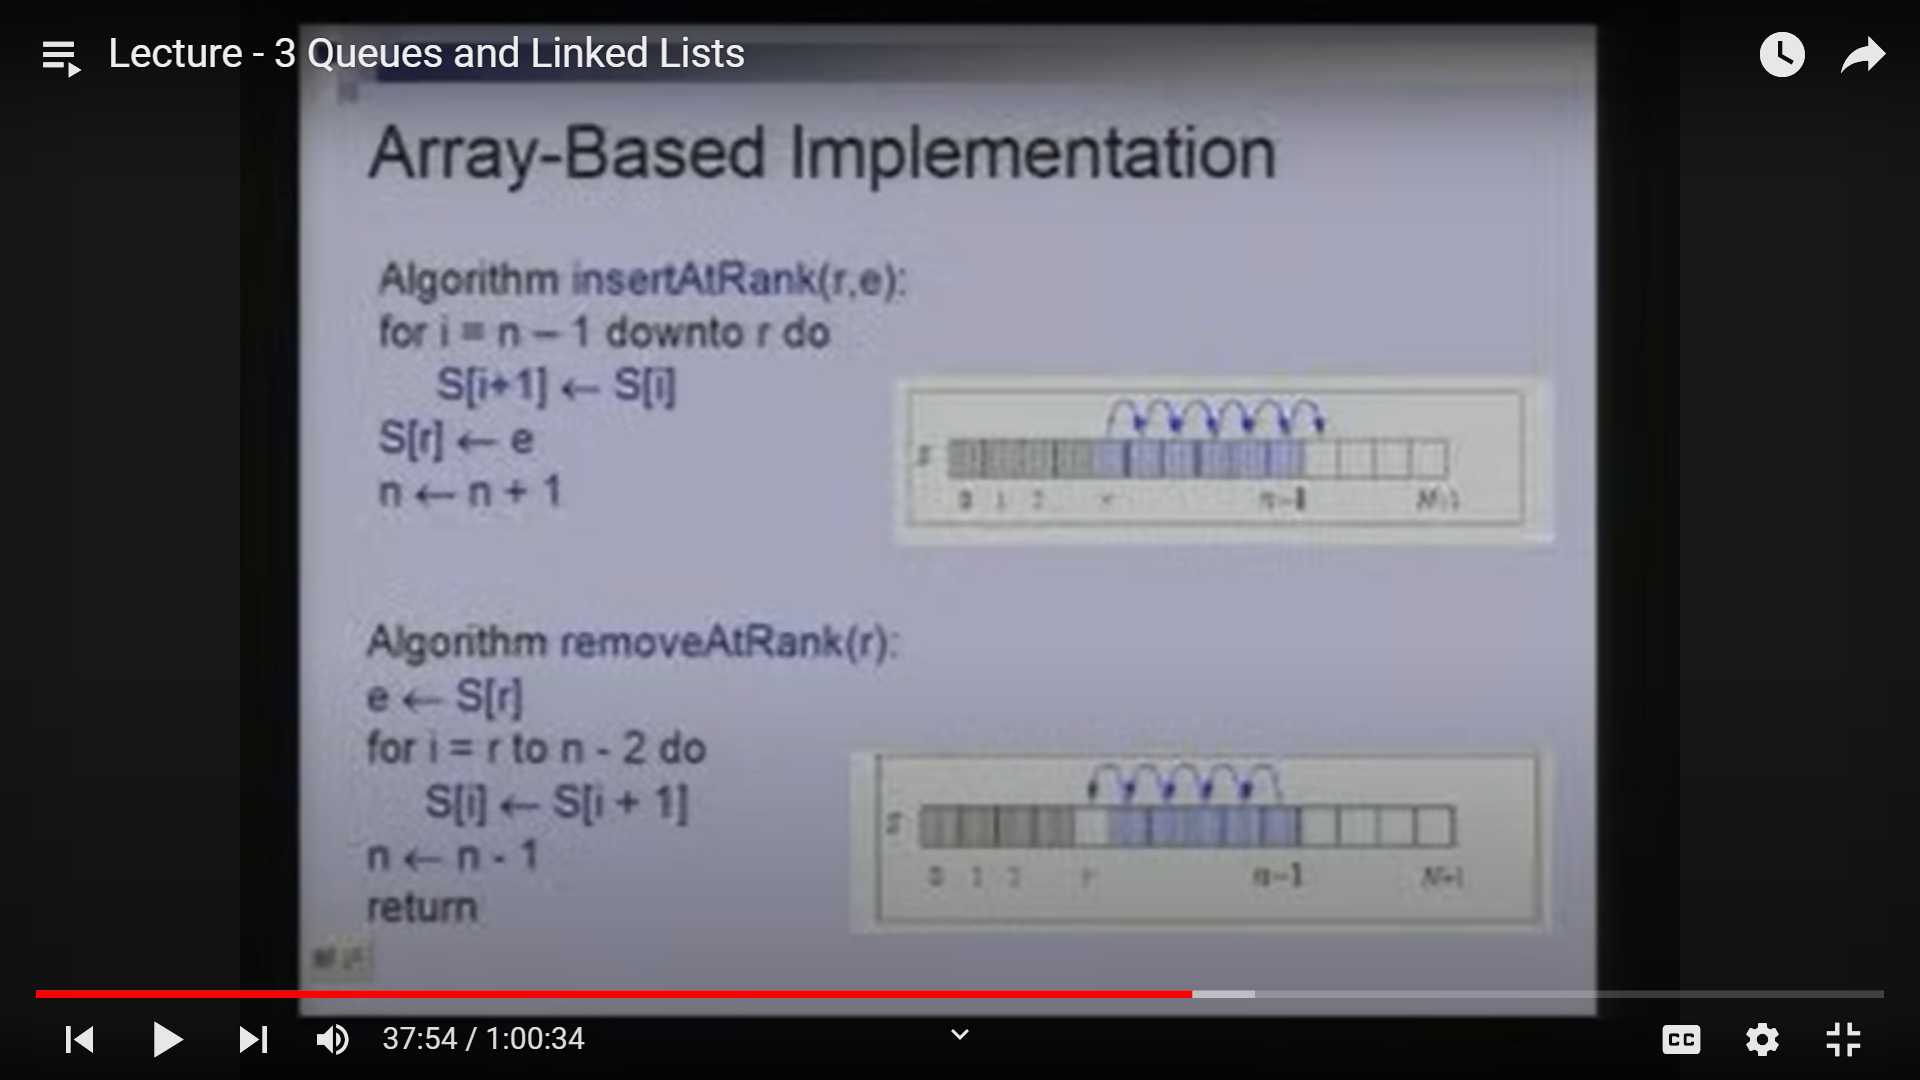 Lecture - 3 Queues and Linked Lists
Array-Based Implementation
Algorithm insertAtRank(r,e):
for i = n – 1 downto r do
S[i+1] ← S[i]
S[r] ← e
n ← n + 1
0 1 2 r n-1 N-1
Algorithm removeAtRank(r):
e ← S[r]
for i = r to n - 2 do
S[i] ← S[i + 1]
n ← n - 1
return
0 1 2 r n-1 N-1
37:54 / 1:00:34
CC